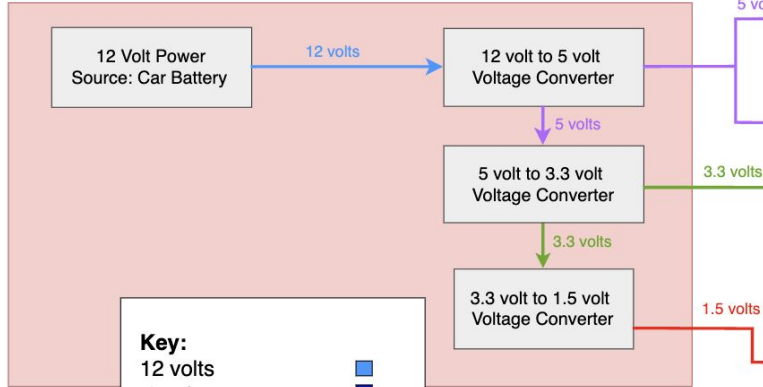 5 vo
12 Volt Power
Source: Car Battery
12 volts
12 volt to 5 volt
Voltage Converter
5 volts
5 volt to 3.3 volt
Voltage Converter
3.3 volts
3.3 volts
3.3 volt to 1.5 volt
Voltage Converter
1.5 volts
Key:
12 volts